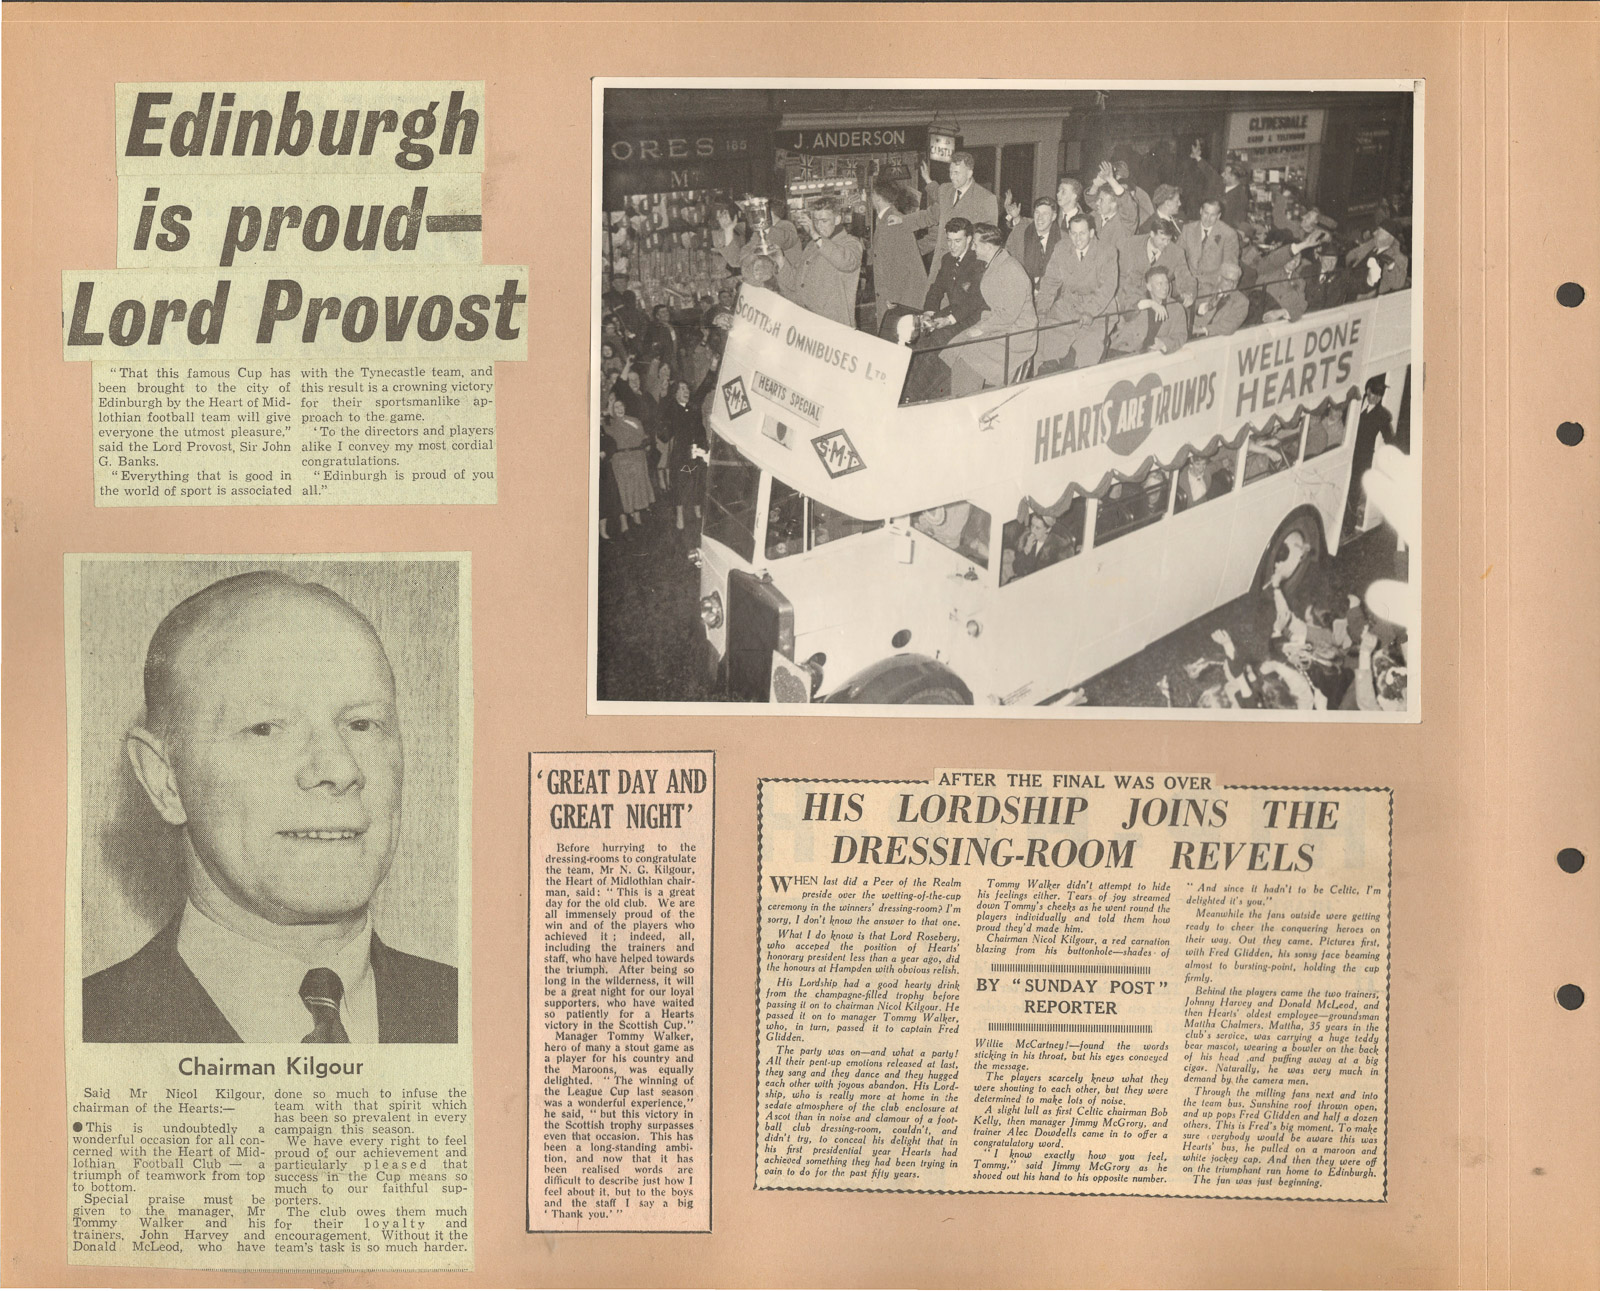 Edinburgh
is proud—
Lord Provost
"That this famous Cup has
been brought to the city of
Edinburgh by the Heart of Mid-
lothian football team will give
everyone the utmost pleasure,"
said the Lord Provost, Sir John
G. Banks.
"Everything that is good in
the world of sport is associated
with the Tynecastle team, and
this result is a crowning victory
for their sportsmanlike ap-
proach to the game.
'To the directors and players
alike I convey my most cordial
congratulations.
"Edinburgh is proud of you
all."
ORES 185
J. ANDERSON
CLYDESDALE
SCOTTISH OMNIBUSES LTD.
HEARTS SPECIAL
S.M.T
S.M.T
HEARTS ARE TRUMPS
WELL DONE
HEARTS
Chairman Kilgour
Said Mr Nicol Kilgour,
chairman of the Hearts:—
●This is undoubtedly a
wonderful occasion for all con-
cerned with the Heart of Mid-
lothian Football Club — a
triumph of teamwork from top
to bottom.
Special praise must be
given to the manager, Mr
Tommy Walker and his
trainers, John Harvey and
Donald McLeod, who have
done so much to infuse the
team with that spirit which
has been so prevalent in every
campaign this season.
We have every right to feel
proud of our achievement and
particularly pleased that
success in the Cup means so
much to our faithful sup-
porters.
The club owes them much
for their loyalty and
encouragement. Without it the
team's task is so much harder.
'GREAT DAY AND
GREAT NIGHT'
Before hurrying to the
dressing-rooms to congratulate
the team, Mr N. G. Kilgour,
the Heart of Midlothian chair-
man, said: "This is a great
day for the old club. We are
all immensely proud of the
win and of the players who
achieved it; indeed, all,
including the trainers and
staff, who have helped towards
the triumph. After being so
long in the wilderness, it will
be a great night for our loyal
supporters, who have waited
so patiently for a Hearts
victory in the Scottish Cup."
Manager Tommy Walker,
hero of many a stout game as
a player for his country and
the Maroons, was equally
delighted. "The winning of
the League Cup last season
was a wonderful experience,"
he said, "but this victory in
the Scottish trophy surpasses
even that occasion. This has
been a long-standing ambi-
tion, and now that it has
been realised words are
difficult to describe just how I
feel about it, but to the boys
and the staff I say a big
'Thank you.'"
AFTER THE FINAL WAS OVER
HIS LORDSHIP JOINS THE
DRESSING-ROOM REVELS
WHEN last did a Peer of the Realm
preside over the wetting-of-the-cup
ceremony in the winners' dressing-room? I'm
sorry, I don't know the answer to that one.
What I do know is that Lord Rosebery,
who acceped the position of Hearts'
honorary president less than a year ago, did
the honours at Hampden with obvious relish.
His Lordship had a good hearty drink
from the champagne-filled trophy before
passing it on to chairman Nicol Kilgour. He
passed it on to manager Tommy Walker,
who, in turn, passed it to captain Fred
Glidden.
The party was on—and what a party!
All their pent-up emotions released at last,
they sang and they dance and they hugged
each other with joyous abandon. His Lord-
ship, who is really more at home in the
sedate atmosphere of the club enclosure at
Ascot than in noise and clamour of a foot-
ball club dressing-room, couldn't, and
didn't try, to conceal his delight that in
his first presidential year Hearts had
achieved something they had been trying in
vain to do for the past fifty years.
Tommy Walker didn't attempt to hide
his feelings either. Tears of joy streamed
down Tommy's cheeks as he went round the
players individually and told them how
proud they'd made him.
Chairman Nicol Kilgour, a red carnation
blazing from his buttonhole—shades of
BY "SUNDAY POST"
REPORTER
Willie McCartney!—found the words
sticking in his throat, but his eyes conveyed
the message.
The players scarcely knew what they
were shouting to each other, but they were
determined to make lots of noise.
A slight lull as first Celtic chairman Bob
Kelly, then manager Jimmy McGrory, and
trainer Alec Dowdells came in to offer a
congratulatory word.
"I know exactly how you feel,
Tommy," said Jimmy McGrory as he
shoved out his hand to his opposite number.
"And since it hadn't to be Celtic, I'm
delighted it's you."
Meanwhile the fans outside were getting
ready to cheer the conquering heroes on
their way. Out they came. Pictures first,
with Fred Glidden, his sonsy face beaming
almost to bursting-point, holding the cup
firmly.
Behind the players came the two trainers,
Johnny Harvey and Donald McLeod, and
then Hearts' oldest employee—groundsman
Mattha Chalmers. Mattha, 35 years in the
club's service, was carrying a huge teddy
bear mascot, wearing a bowler on the back
of his head and puffing away at a big
cigar. Naturally, he was very much in
demand by the camera men.
Through the milling fans next and into
the team bus. Sunshine roof thrown open,
and up pops Fred Glidden and half a dozen
others. This is Fred's big moment. To make
sure everybody would be aware this was
Hearts' bus, he pulled on a maroon and
white jockey cap. And then they were off
on the triumphant run home to Edinburgh.
The fun was just beginning.